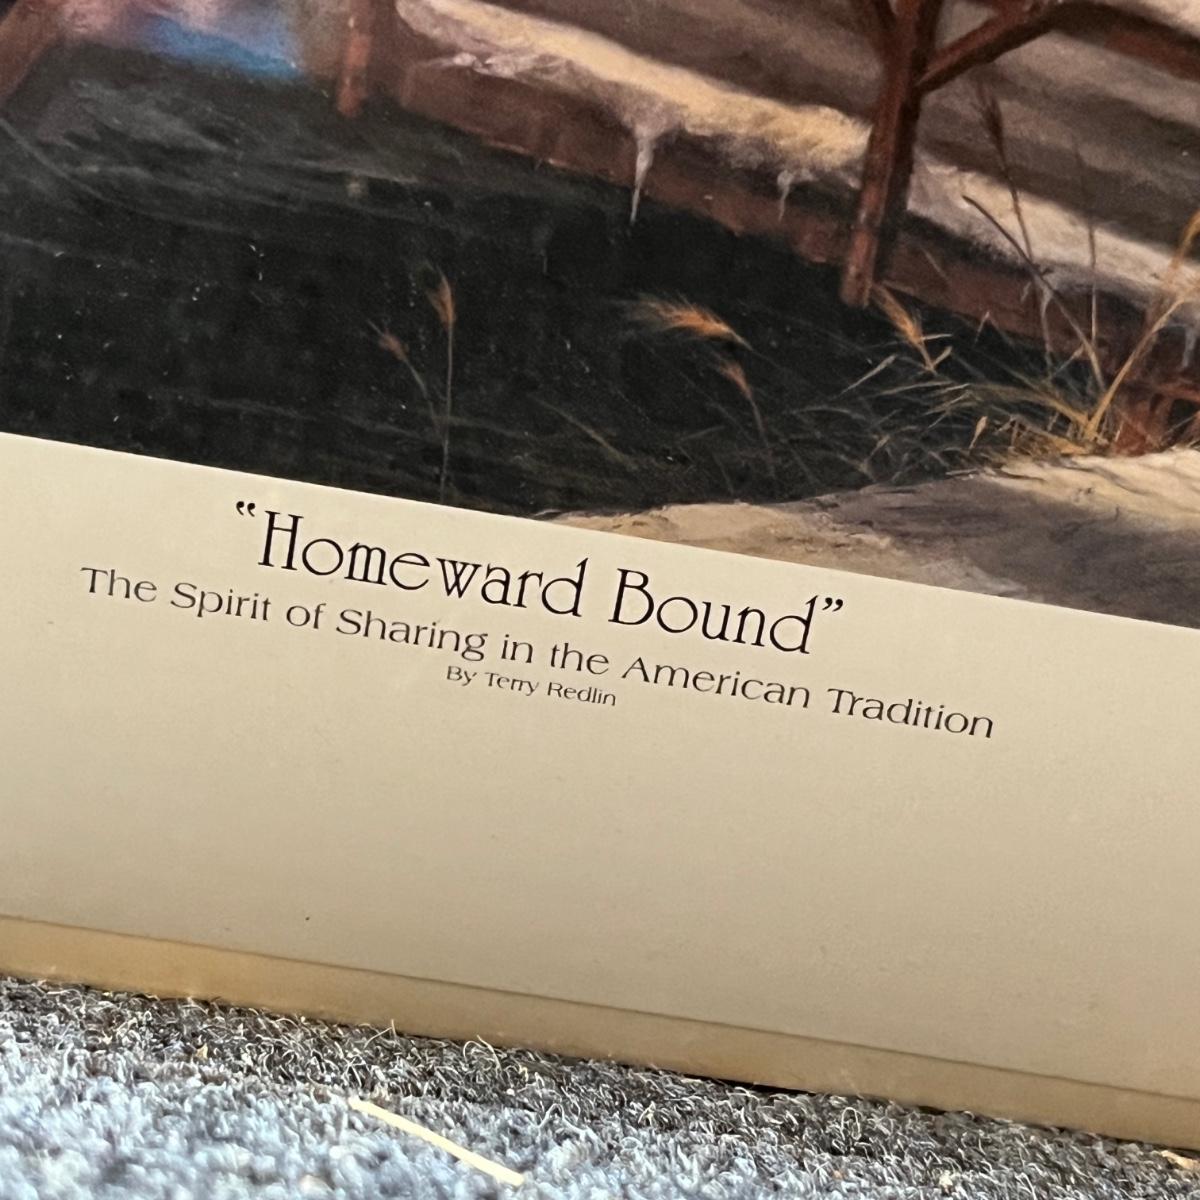 “Homeward Bound”
The Spirit of Sharing in the American Tradition
By Terry Redlin